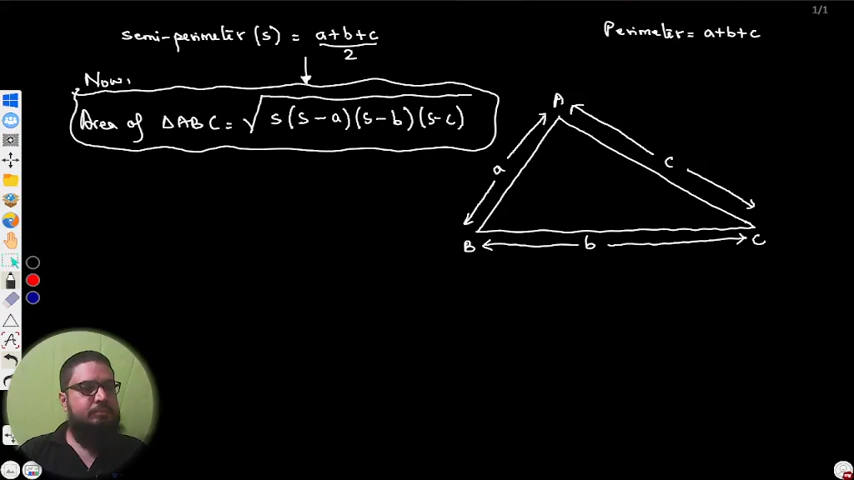 1/1
semi-perimeter (s) = a+b+c
2
Perimeter = a+b+c
Now,
Area of ΔABC = √s(s-a)(s-b)(s-c)
A
a
c
B
b
C